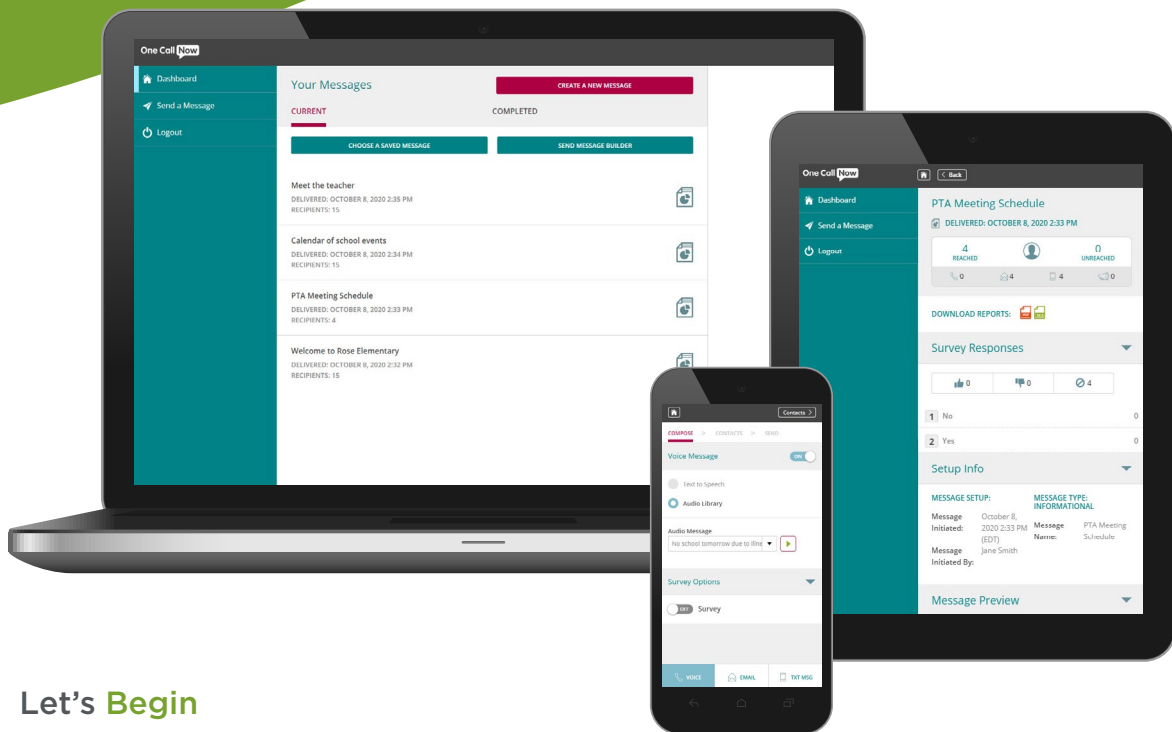 One Call Now
Dashboard
Send a Message
Logout
Your Messages
CREATE A NEW MESSAGE
CURRENT
COMPLETED
CHOOSE A SAVED MESSAGE
SEND MESSAGE BUILDER
Meet the teacher
DELIVERED: OCTOBER 8, 2020 2:35 PM
RECIPIENTS: 15
Calendar of school events
DELIVERED: OCTOBER 8, 2020 2:34 PM
RECIPIENTS: 15
PTA Meeting Schedule
DELIVERED: OCTOBER 8, 2020 2:33 PM
RECIPIENTS: 4
Welcome to Rose Elementary
DELIVERED: OCTOBER 8, 2020 2:32 PM
RECIPIENTS: 15
One Call Now
< Back
Dashboard
Send a Message
Logout
PTA Meeting Schedule
DELIVERED: OCTOBER 8, 2020 2:33 PM
4 0
REACHED UNREACHED
0 4 4 0
DOWNLOAD REPORTS:
Survey Responses
0 0 4
1 No 0
2 Yes 0
Setup Info
MESSAGE SETUP:
Message Initiated: October 8, 2020 2:33 PM (EDT)
Message Initiated By: Jane Smith
MESSAGE TYPE:
INFORMATIONAL
Message Name: PTA Meeting Schedule
Message Preview
Contacts >
COMPOSE > CONTACTS > SEND
Voice Message ON
Text to Speech
Audio Library
Audio Message
No school tomorrow due to illne
Survey Options
OFF Survey
VOICE EMAIL TXT MSG
Let's Begin